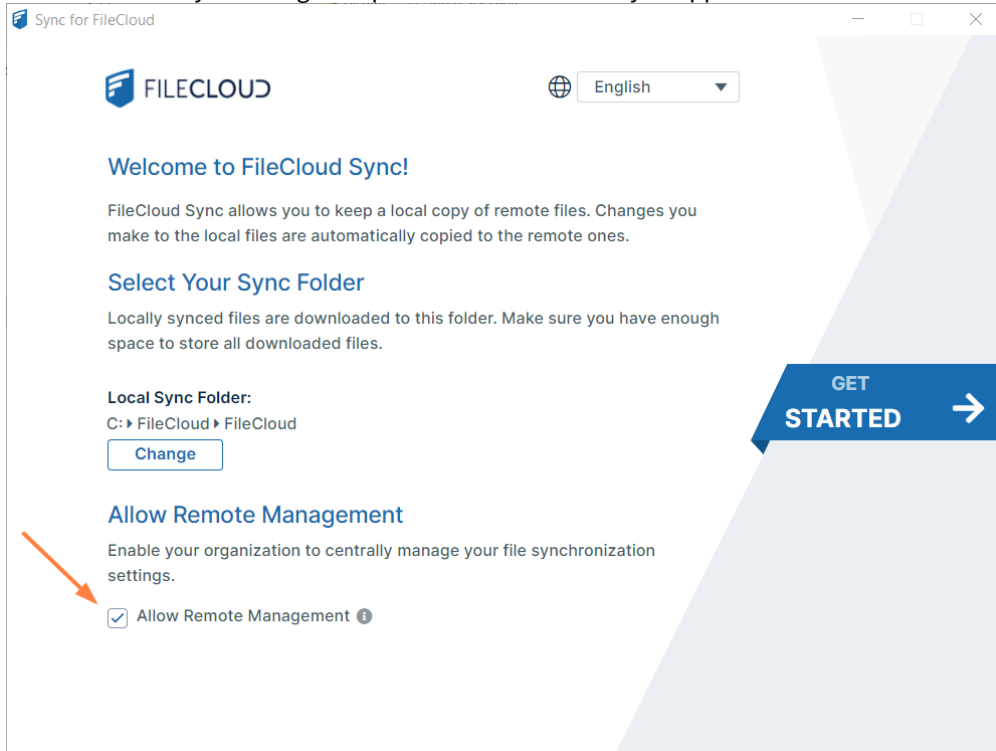 Sync for FileCloud
FILECLOUD
English
Welcome to FileCloud Sync!
FileCloud Sync allows you to keep a local copy of remote files. Changes you
make to the local files are automatically copied to the remote ones.
Select Your Sync Folder
Locally synced files are downloaded to this folder. Make sure you have enough
space to store all downloaded files.
GET
STARTED
Local Sync Folder:
C: FileCloud FileCloud
Change
Allow Remote Management
Enable your organization to centrally manage your file synchronization
settings.
Allow Remote Management